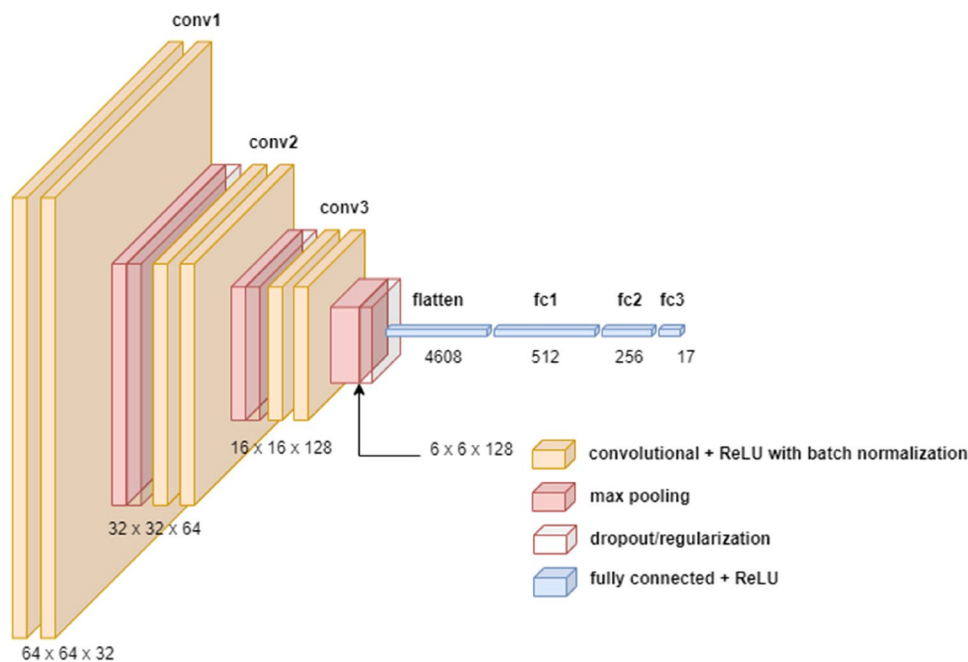 conv1
conv2
conv3
flatten
fc1
fc2
fc3
4608
512
256
17
16 x 16 x 128
6 x 6 x 128
32 x 32 x 64
64 x 64 x 32
convolutional + ReLU with batch normalization
max pooling
dropout/regularization
fully connected + ReLU